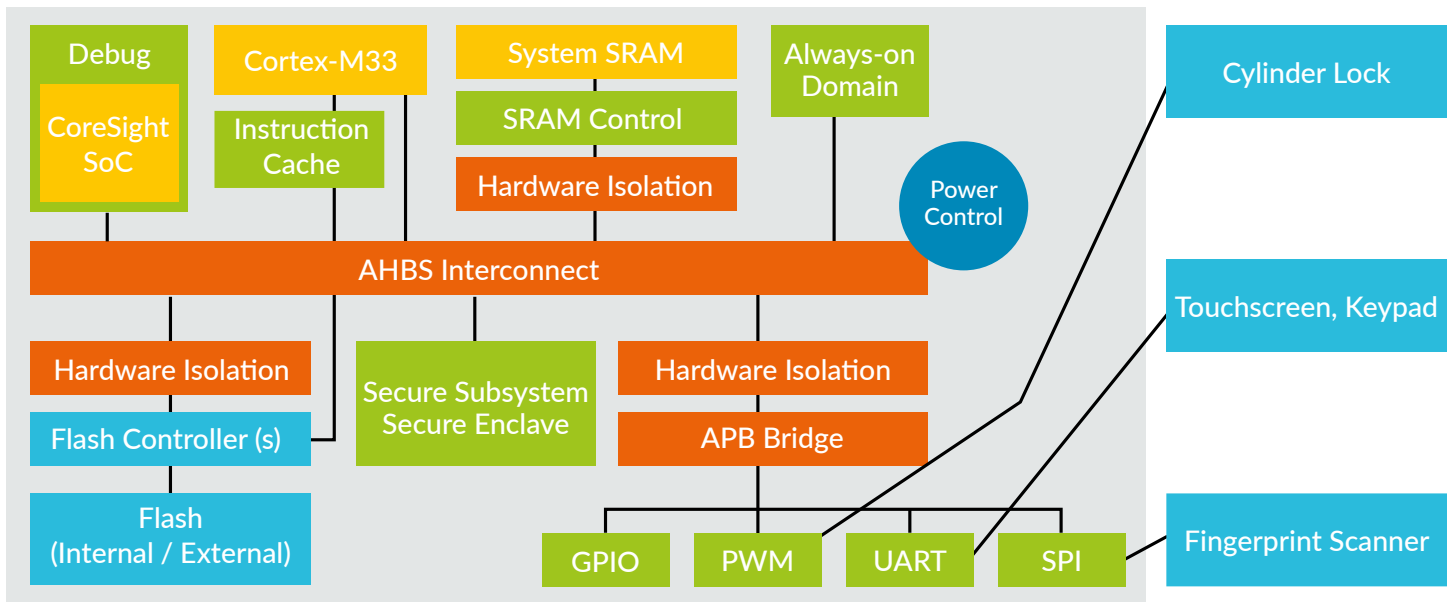 Debug
CoreSight
SoC
Cortex-M33
Instruction
Cache
System SRAM
SRAM Control
Hardware Isolation
Always-on
Domain
Power
Control
AHBS Interconnect
Hardware Isolation
Flash Controller (s)
Flash
(Internal / External)
Secure Subsystem
Secure Enclave
Hardware Isolation
APB Bridge
GPIO
PWM
UART
SPI
Cylinder Lock
Touchscreen, Keypad
Fingerprint Scanner